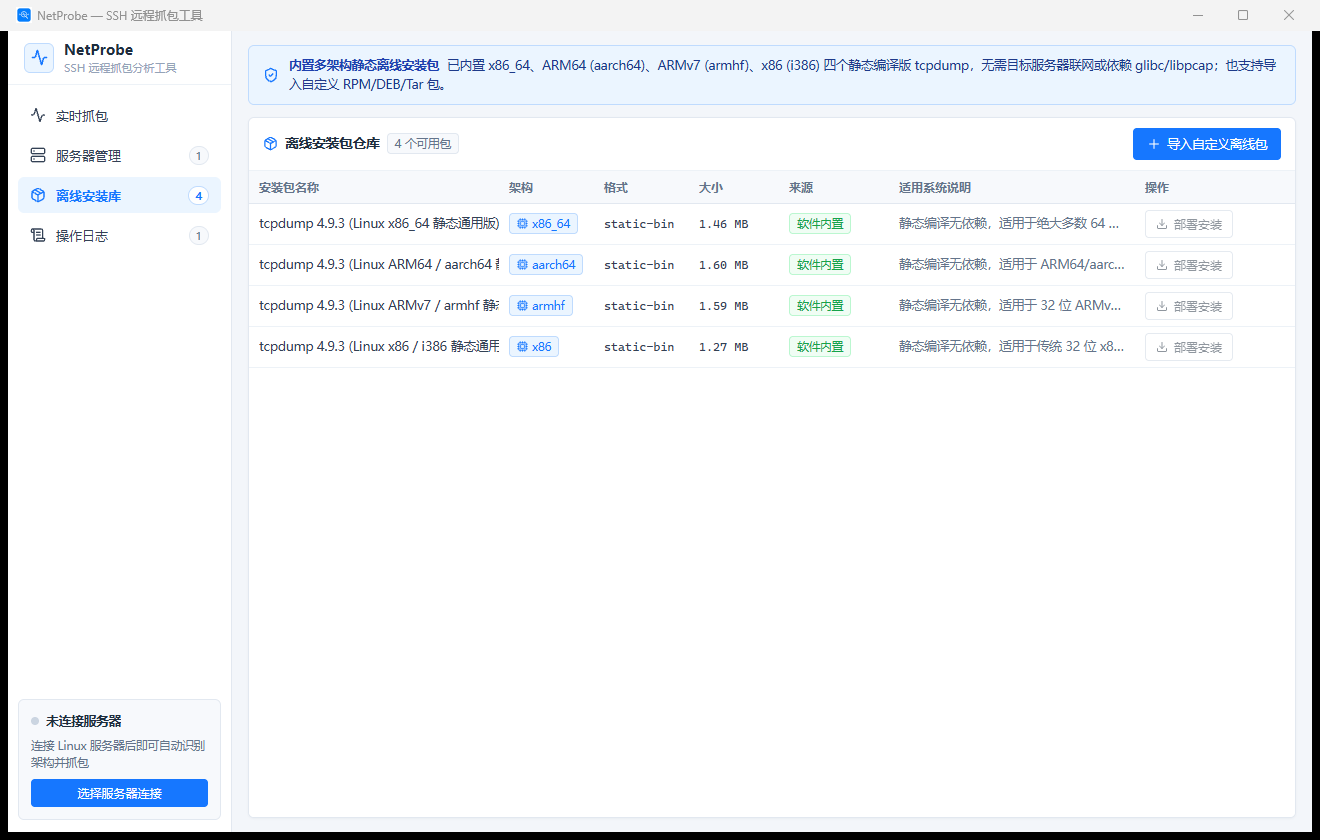 NetProbe — SSH 远程抓包工具
NetProbe
SSH 远程抓包分析工具
实时抓包
服务器管理 1
离线安装库 4
操作日志 1
未连接服务器
连接 Linux 服务器后即可自动识别
架构并抓包
选择服务器连接
内置多架构静态离线安装包 已内置 x86_64、ARM64 (aarch64)、ARMv7 (armhf)、x86 (i386) 四个静态编译版 tcpdump，无需目标服务器联网或依赖 glibc/libpcap；也支持导
入自定义 RPM/DEB/Tar 包。
离线安装包仓库 4 个可用包 导入自定义离线包
安装包名称 架构 格式 大小 来源 适用系统说明 操作
tcpdump 4.9.3 (Linux x86_64 静态通用版) x86_64 static-bin 1.46 MB 软件内置 静态编译无依赖，适用于绝大多数 64 ... 部署安装
tcpdump 4.9.3 (Linux ARM64 / aarch64 aarch64 static-bin 1.60 MB 软件内置 静态编译无依赖，适用于 ARM64/aarc... 部署安装
tcpdump 4.9.3 (Linux ARMv7 / armhf 静 armhf static-bin 1.59 MB 软件内置 静态编译无依赖，适用于 32 位 ARMv... 部署安装
tcpdump 4.9.3 (Linux x86 / i386 静态通用 x86 static-bin 1.27 MB 软件内置 静态编译无依赖，适用于传统 32 位 x8... 部署安装